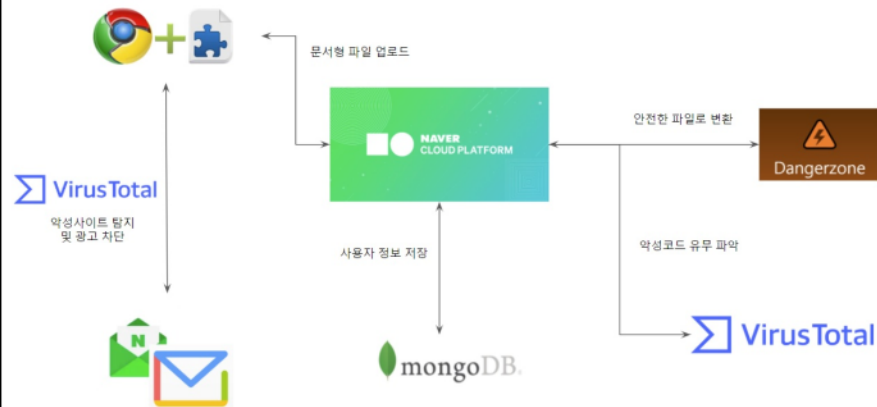 문서형 파일 업로드
NAVER
CLOUD PLATFORM
안전한 파일로 변환
Dangerzone
VirusTotal
악성사이트 탐지
및 광고 차단
사용자 정보 저장
악성코드 유무 파악
N
mongoDB.
VirusTotal